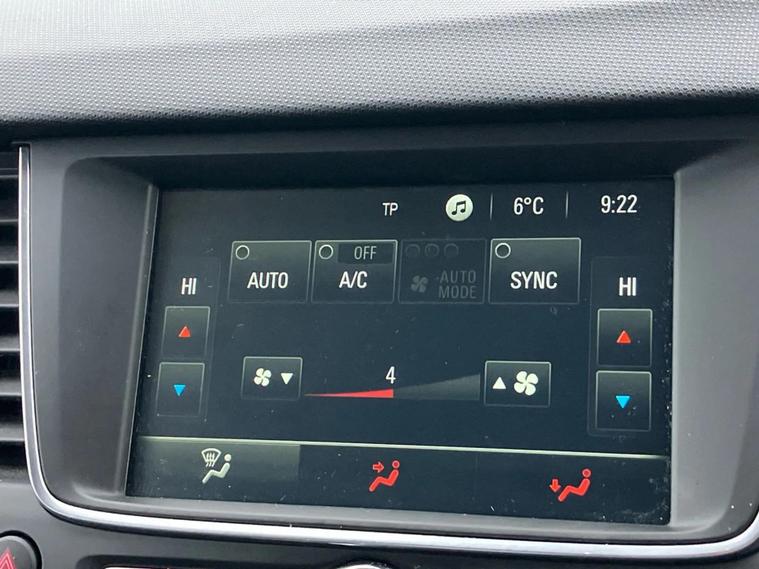 TP 6°C 9:22
OFF
AUTO A/C AUTO MODE SYNC
HI HI
4